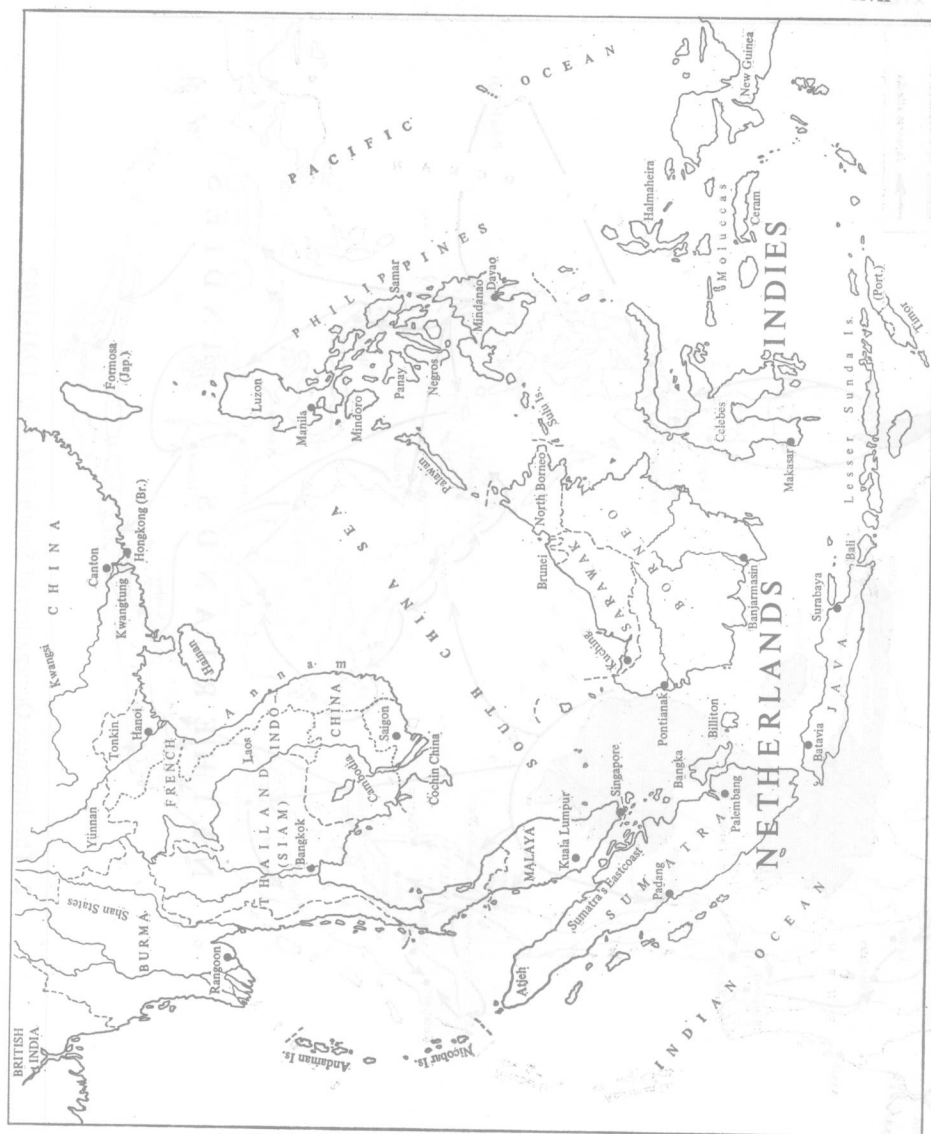 BRITISH
INDIA
BURMA
Shan States
Rangoon
Yünnan
Kwangsi
CHINA
Canton
Kwangtung
Hongkong (Br.)
Formosa
(Jap.)
Hainan
Tonkin
Hanoi
FRENCH
INDO
CHINA
Laos
Annam
THAILAND
(SIAM)
Bangkok
Cambodia
Saigon
Cochin China
Andaman Is.
Nicobar Is.
MALAYA
Kuala Lumpur
Singapore
SOUTH CHINA SEA
PACIFIC OCEAN
PHILIPPINES
Luzon
Manila
Mindoro
Samar
Panay
Negros
Palawan
Mindanao
Davao
Sulu Is.
North Borneo
Brunei
SARAWAK
Kuching
BORNEO
Pontianak
Banjarmasin
Atjeh
Sumatra's Eastcoast
SUMATRA
Padang
Palembang
Bangka
Billiton
Batavia
JAVA
Surabaya
Bali
Lesser Sunda Is.
Timor
(Port.)
Celebes
Makasar
Halmaheira
Moluccas
Ceram
New Guinea
NETHERLANDS INDIES
INDIAN OCEAN